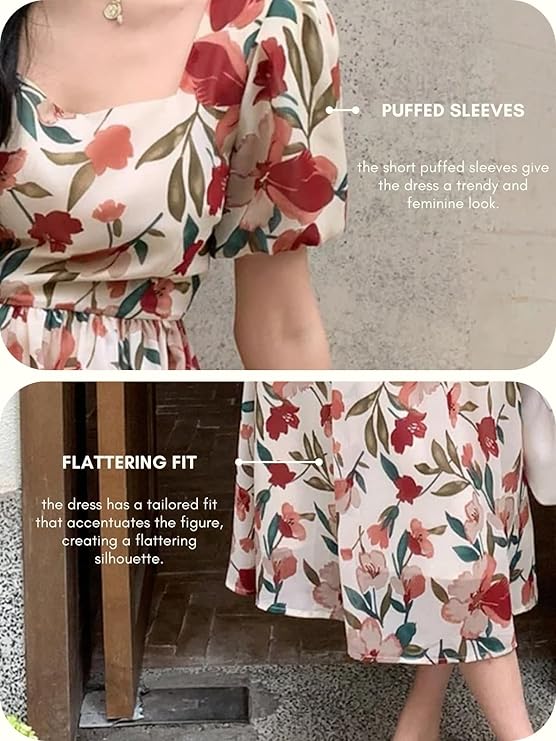 PUFFED SLEEVES
the short puffed sleeves give
the dress a trendy and
feminine look.
FLATTERING FIT
the dress has a tailored fit
that accentuates the figure,
creating a flattering
silhouette.